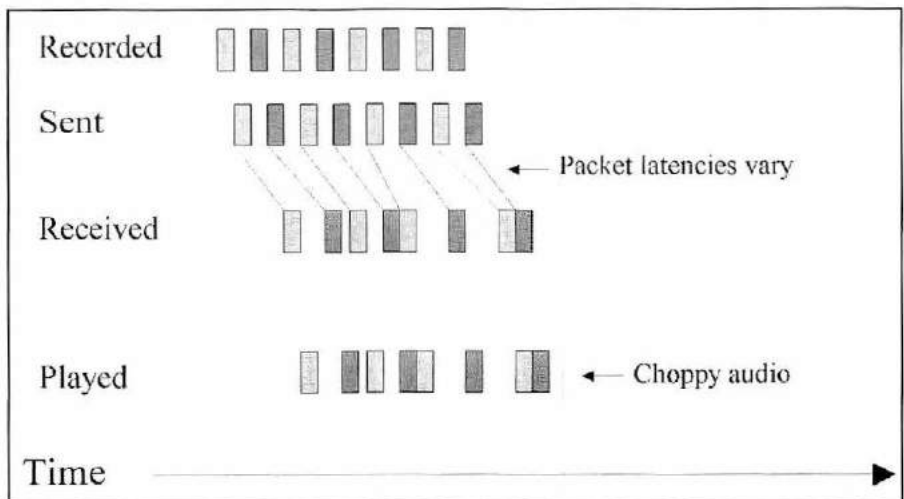 Recorded
Sent
Packet latencies vary
Received
Played
Choppy audio
Time